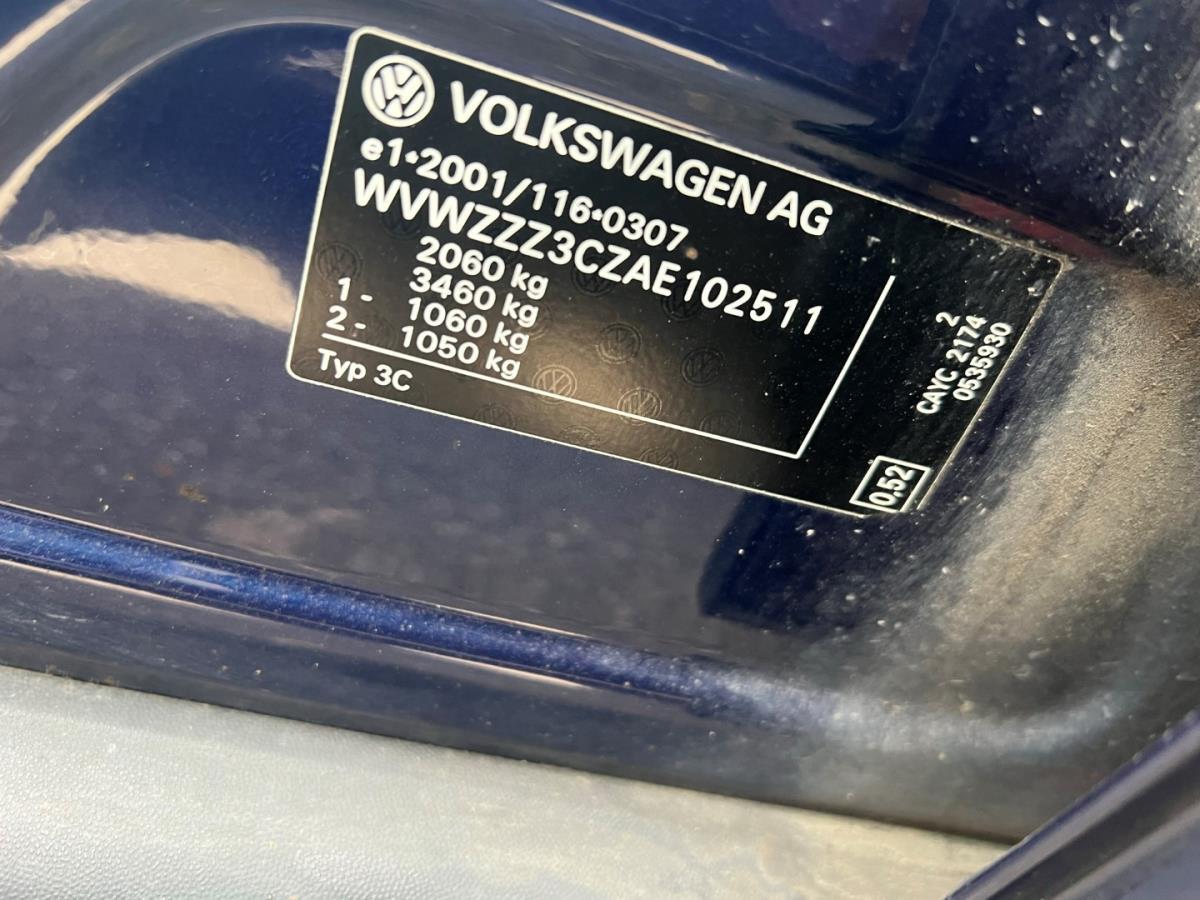 VOLKSWAGEN AG
e1*2001/116*0307
WVWZZZ3CZAE102511
2060 kg
3460 kg
1- 1060 kg
2- 1050 kg
Typ 3C
2
CAYC 2174
0535930
0.52